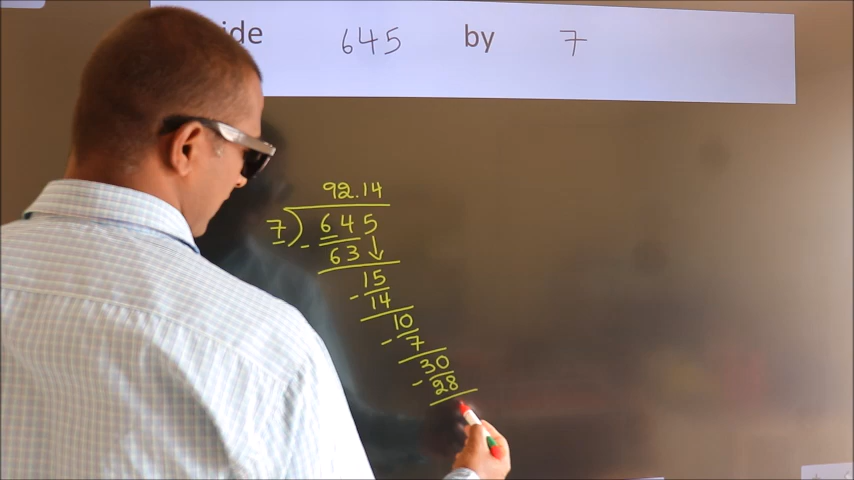 ide 645 by 7
92.14
7 ) 645
- 63 ↓
15
- 14
10
- 7
30
- 28